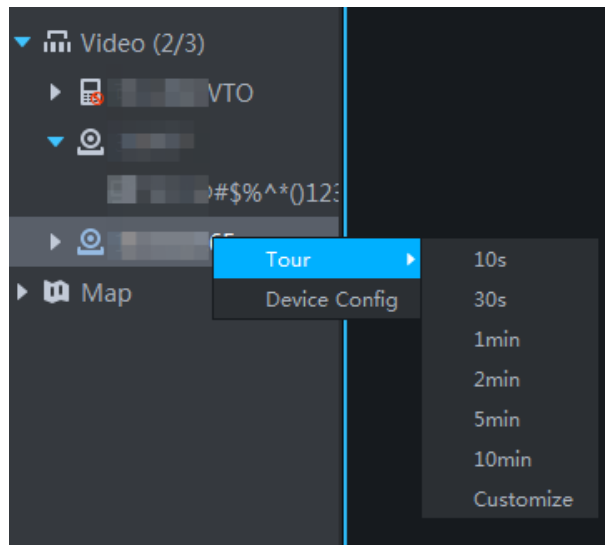 Video (2/3)
VTO
#$%^*()123
Tour
10s
Map
Device Config
30s
1min
2min
5min
10min
Customize